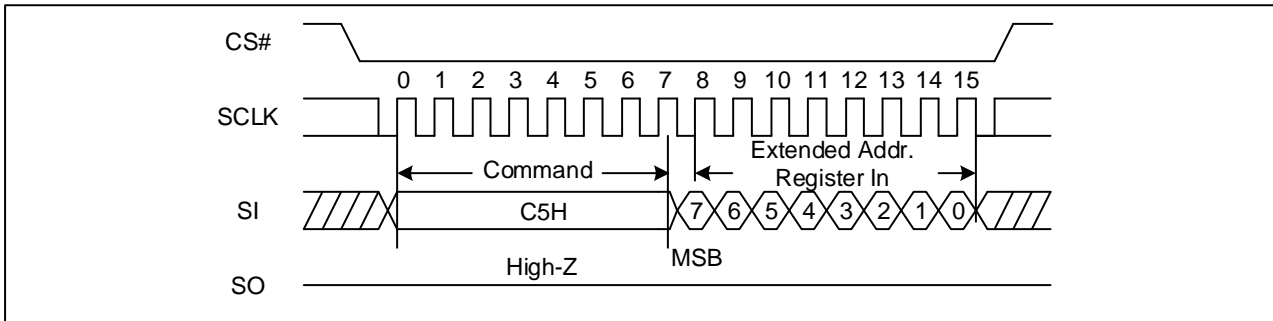 CS#
0 1 2 3 4 5 6 7 8 9 10 11 12 13 14 15
SCLK
Command
Extended Addr.
Register In
SI
C5H
7 6 5 4 3 2 1 0
High-Z
MSB
SO